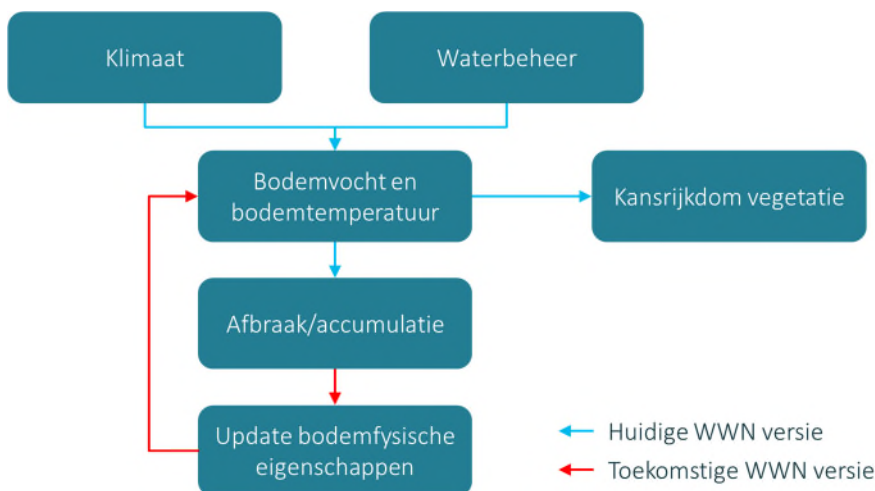 Klimaat
Waterbeheer
Bodemvocht en
bodemtemperatuur
Kansrijkdom vegetatie
Afbraak/accumulatie
Update bodemfysische
eigenschappen
Huidige WWN versie
Toekomstige WWN versie